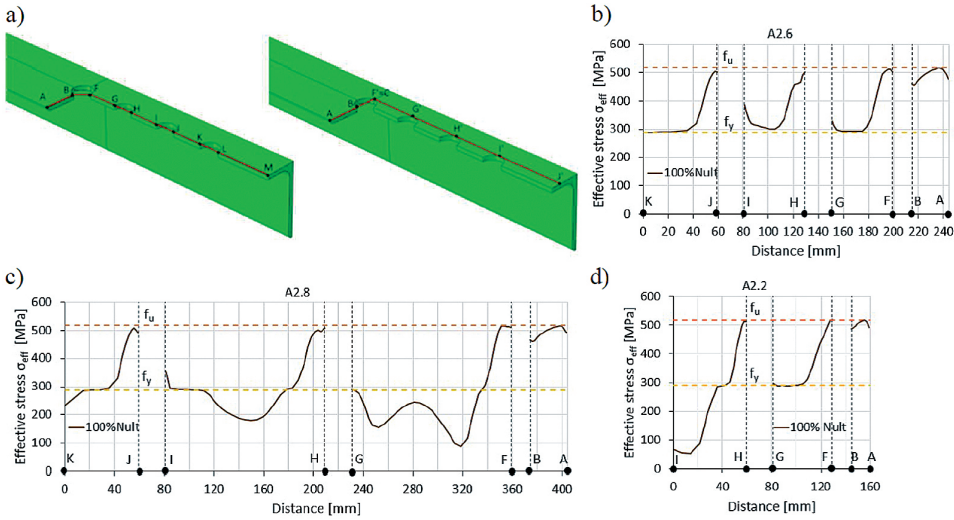 a)
A B F G H I J K L M
A B F'=C G' H' I' J'
b)
A2.6
Effective stress σeff [MPa]
600
500
400
300
200
100
0
fu
fy
100%Nult
K J I H G F B A
0 20 40 60 80 100 120 140 160 180 200 220 240
Distance [mm]
c)
A2.8
Effective stress σeff [MPa]
600
500
400
300
200
100
0
fu
fy
100%Nult
K J I H G F B A
0 40 80 120 160 200 240 280 320 360 400
Distance [mm]
d)
A2.2
Effective stress σeff [MPa]
600
500
400
300
200
100
0
fu
fy
100% Nult
I H G F B A
0 20 40 60 80 100 120 140 160
Distance [mm]